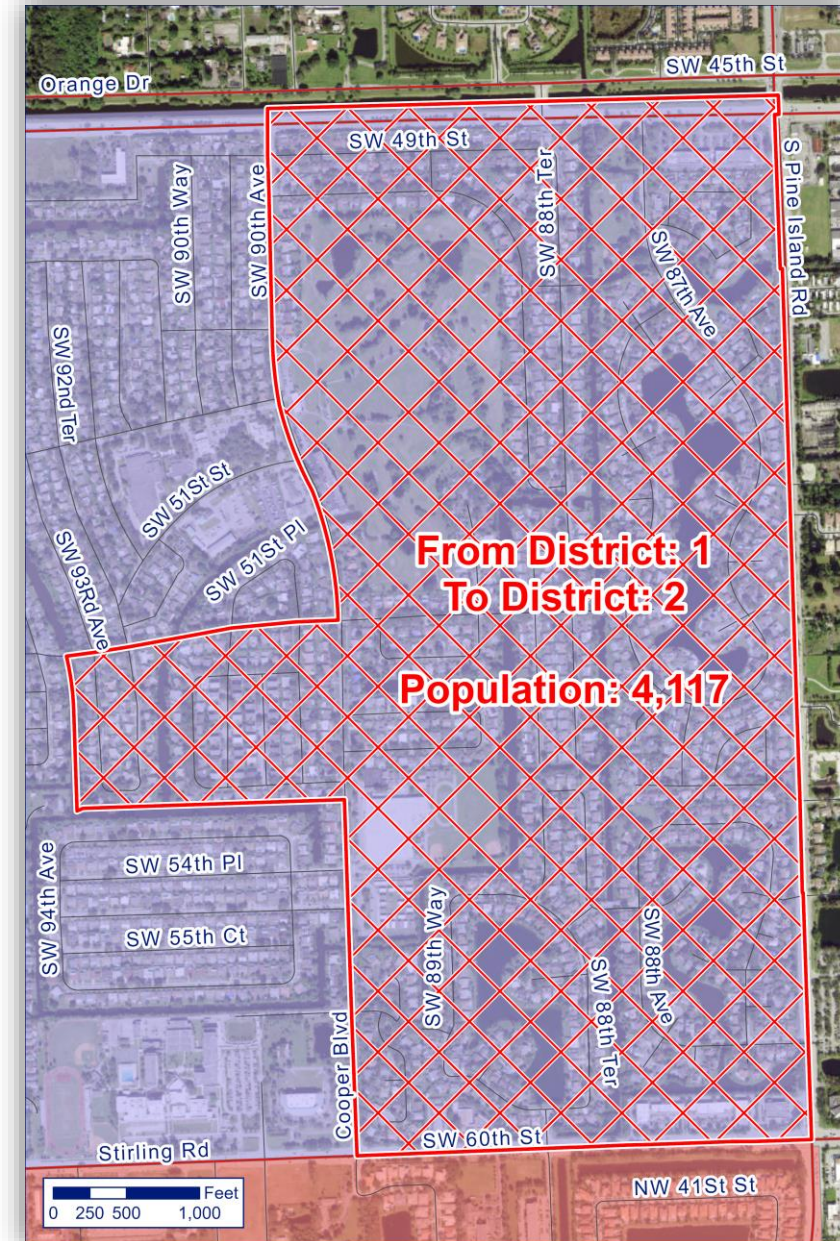 Orange Dr
SW 45th St
SW 49th St
SW 90th Way
SW 90th Ave
SW 88th Ter
S Pine Island Rd
SW 87th Ave
SW 92nd Ter
SW 51St St
SW 51St Pl
SW 93Rd Ave
From District: 1
To District: 2
Population: 4,117
SW 54th Pl
SW 94th Ave
SW 55th Ct
SW 89th Way
SW 88th Ave
SW 88th Ter
Cooper Blvd
SW 60th St
Stirling Rd
NW 41St St
Feet
0 250 500 1,000